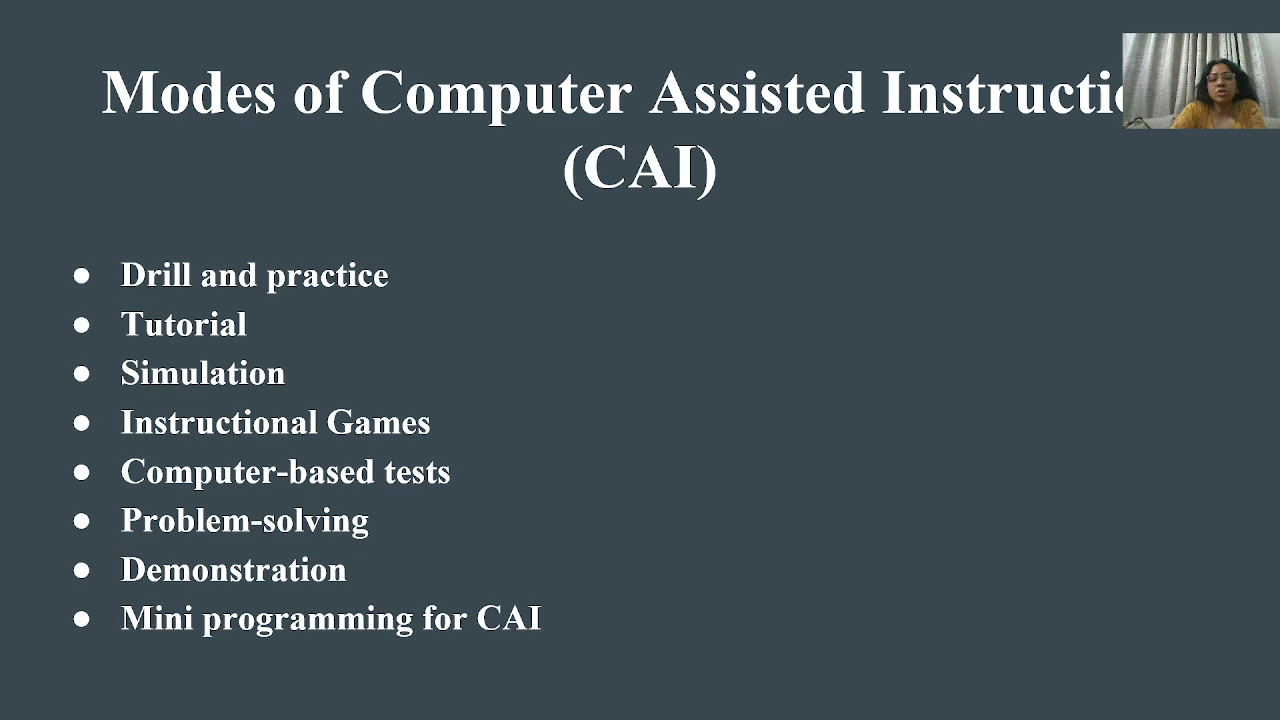 Modes of Computer Assisted Instructio
(CAI)
● Drill and practice
● Tutorial
● Simulation
● Instructional Games
● Computer-based tests
● Problem-solving
● Demonstration
● Mini programming for CAI